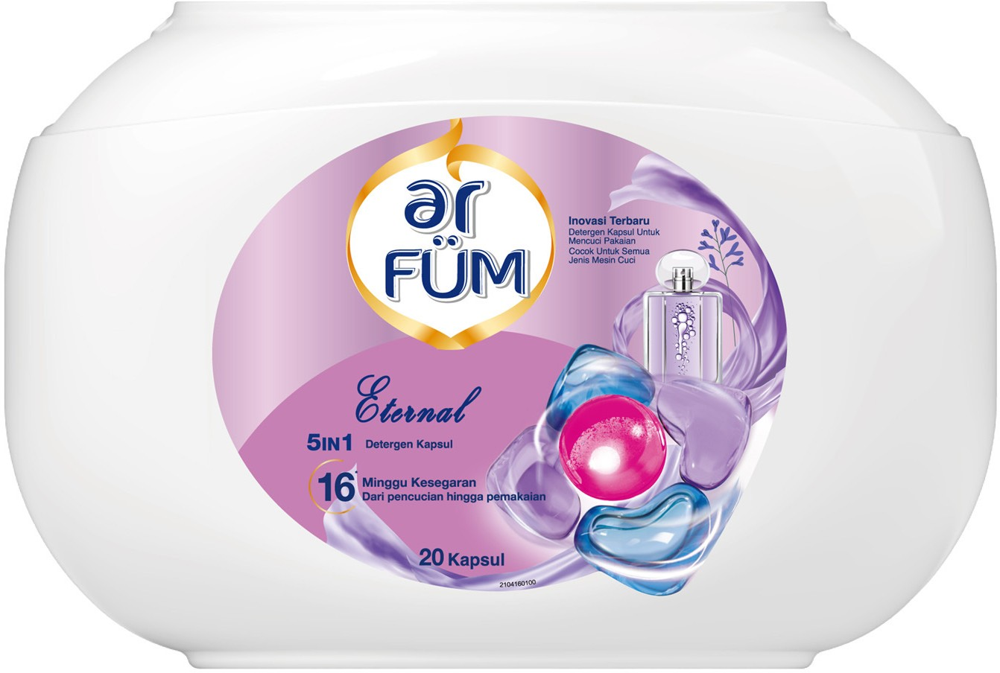 ar
FÜM
Inovasi Terbaru
Detergen Kapsul Untuk
Mencuci Pakaian
Cocok Untuk Semua
Jenis Mesin Cuci
Eternal
5IN1 Detergen Kapsul
16 Minggu Kesegaran
Dari pencucian hingga pemakaian
20 Kapsul
2104160100